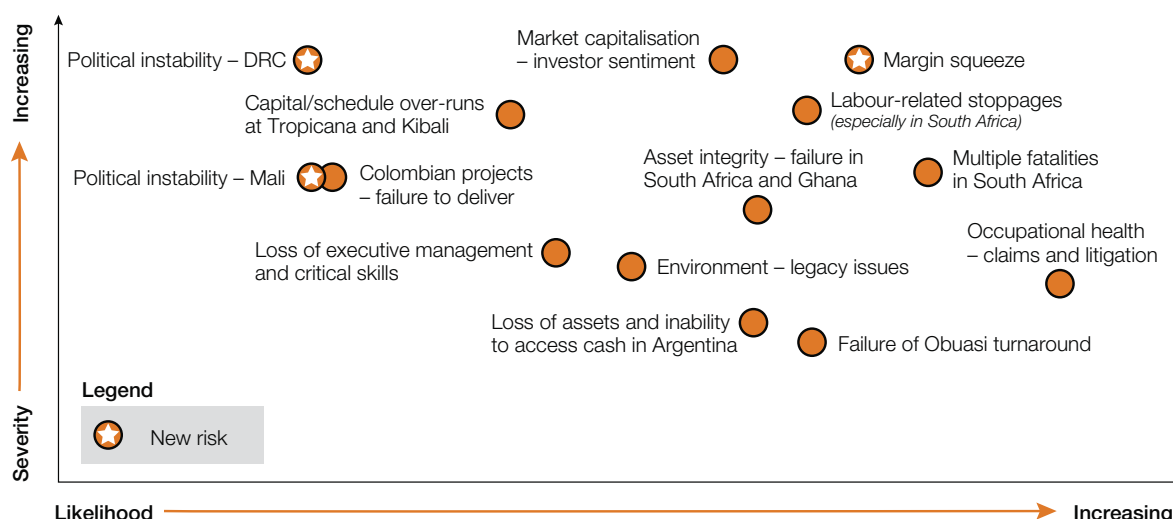 Increasing
Severity
Political instability – DRC
Market capitalisation
– investor sentiment
Margin squeeze
Capital/schedule over-runs
at Tropicana and Kibali
Labour-related stoppages
(especially in South Africa)
Political instability – Mali
Colombian projects
– failure to deliver
Asset integrity – failure in
South Africa and Ghana
Multiple fatalities
in South Africa
Loss of executive management
and critical skills
Environment – legacy issues
Occupational health
– claims and litigation
Loss of assets and inability
to access cash in Argentina
Failure of Obuasi turnaround
Legend
New risk
Likelihood
Increasing